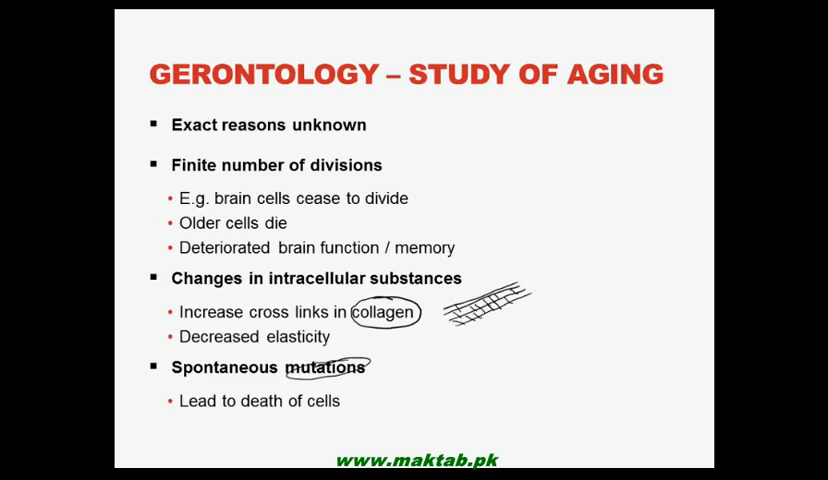 GERONTOLOGY – STUDY OF AGING
▪ Exact reasons unknown
▪ Finite number of divisions
• E.g. brain cells cease to divide
• Older cells die
• Deteriorated brain function / memory
▪ Changes in intracellular substances
• Increase cross links in collagen
• Decreased elasticity
▪ Spontaneous mutations
• Lead to death of cells
www.maktab.pk